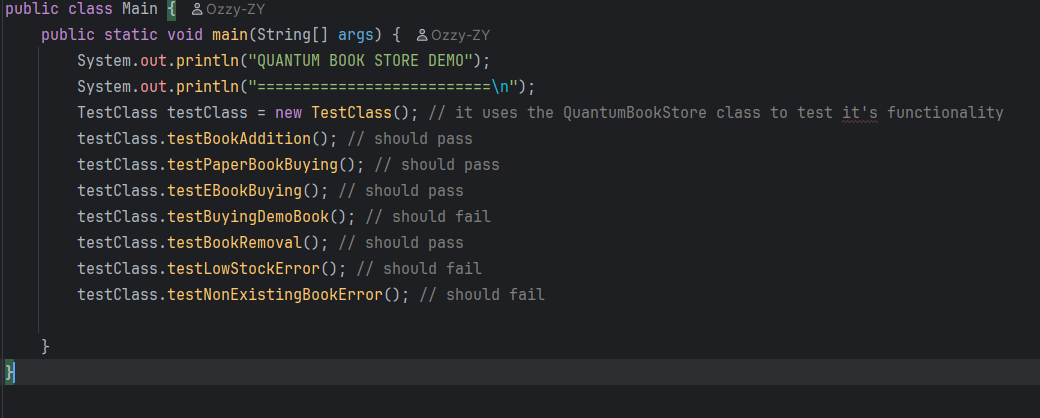 public class Main { Ozzy-ZY
public static void main(String[] args) { Ozzy-ZY
System.out.println("QUANTUM BOOK STORE DEMO");
System.out.println("==========================\n");
TestClass testClass = new TestClass(); // it uses the QuantumBookStore class to test it's functionality
testClass.testBookAddition(); // should pass
testClass.testPaperBookBuying(); // should pass
testClass.testEBookBuying(); // should pass
testClass.testBuyingDemoBook(); // should fail
testClass.testBookRemoval(); // should pass
testClass.testLowStockError(); // should fail
testClass.testNonExistingBookError(); // should fail
}
}